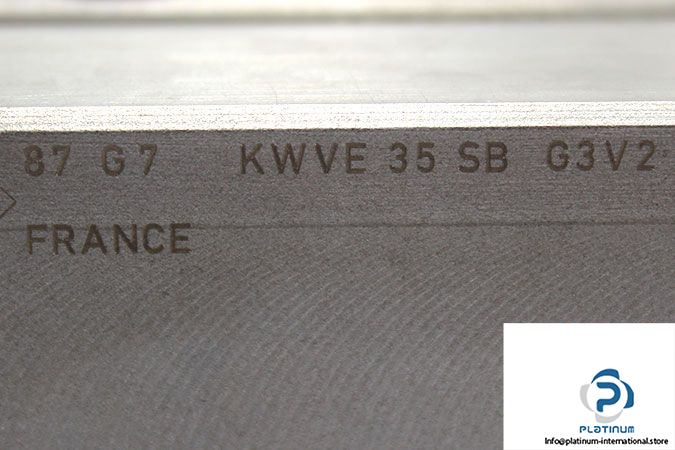 87 G7 KWVE 35 SB G3V2
FRANCE
PLATINUM
Info@platinum-international.store